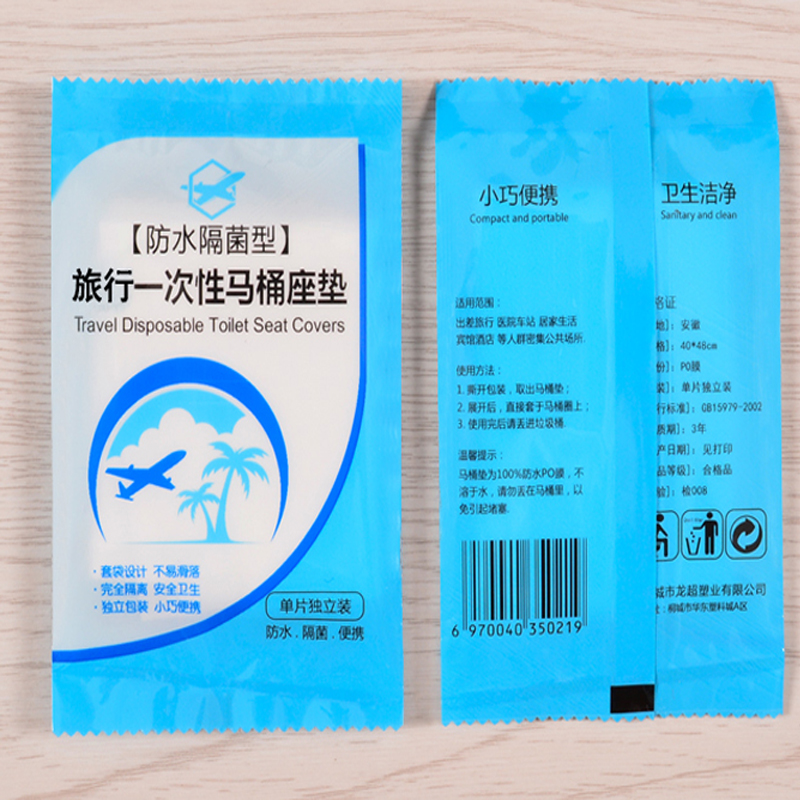 【防水隔菌型】
旅行一次性马桶座垫
Travel Disposable Toilet Seat Covers
· 套袋设计 不易滑落
· 完全隔离 安全卫生
· 独立包装 小巧便携
单片独立装
防水 . 隔菌 . 便携
小巧便携
Compact and portable
适用范围：
出差旅行 医院车站 居家生活
宾馆酒店 等人群密集公共场所.
使用方法：
1. 撕开包装，取出马桶垫；
2. 展开后，直接套于马桶圈上；
3. 使用完后请丢进垃圾桶.
温馨提示：
马桶垫为100%防水PO膜，不
溶于水，请勿丢在马桶里，以
免引起堵塞.
6 970040 350219
卫生洁净
Sanitary and clean
名证
地]：安徽
格]：40*48cm
份]：PO膜
装]：单片独立装
行标准]：GB15979-2002
质期]：3年
产日期]：见打印
品等级]：合格品
验]：检008
城市龙超塑业有限公司
址：桐城市华东塑料城A区